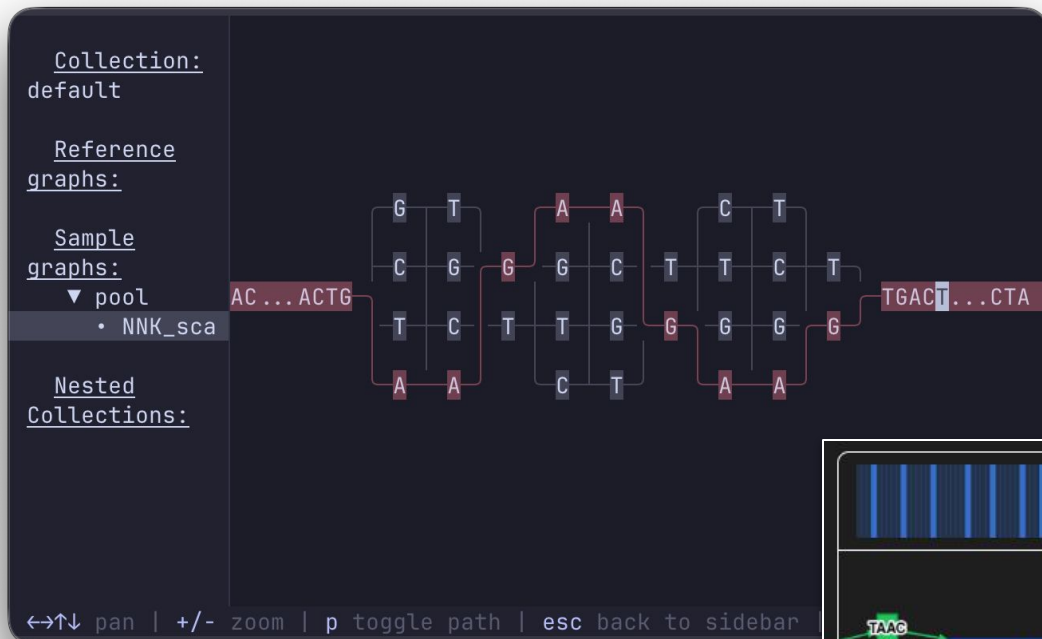 Collection:
default
Reference
graphs:
Sample
graphs:
▼ pool
• NNK_sca
Nested
Collections:
G T A A C T
C G G G C T T C T
AC...ACTG TGACT...CTA
T C T T G G G G G
A A C T A A
←→↑↓ pan | +/- zoom | p toggle path | esc back to sidebar |
TAAC